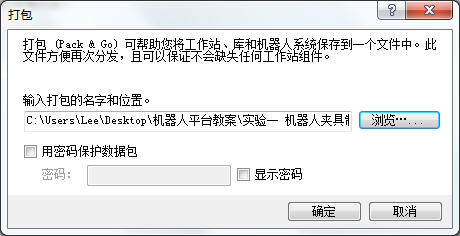 打包
打包 (Pack & Go) 可帮助您将工作站、库和机器人系统保存到一个文件中。此
文件方便再次分发，且可以保证不会缺失任何工作站组件。
输入打包的名字和位置。
C:\Users\Lee\Desktop\机器人平台教案\实验一 机器人夹具
浏览…...
用密码保护数据包
密码:
显示密码
确定
取消